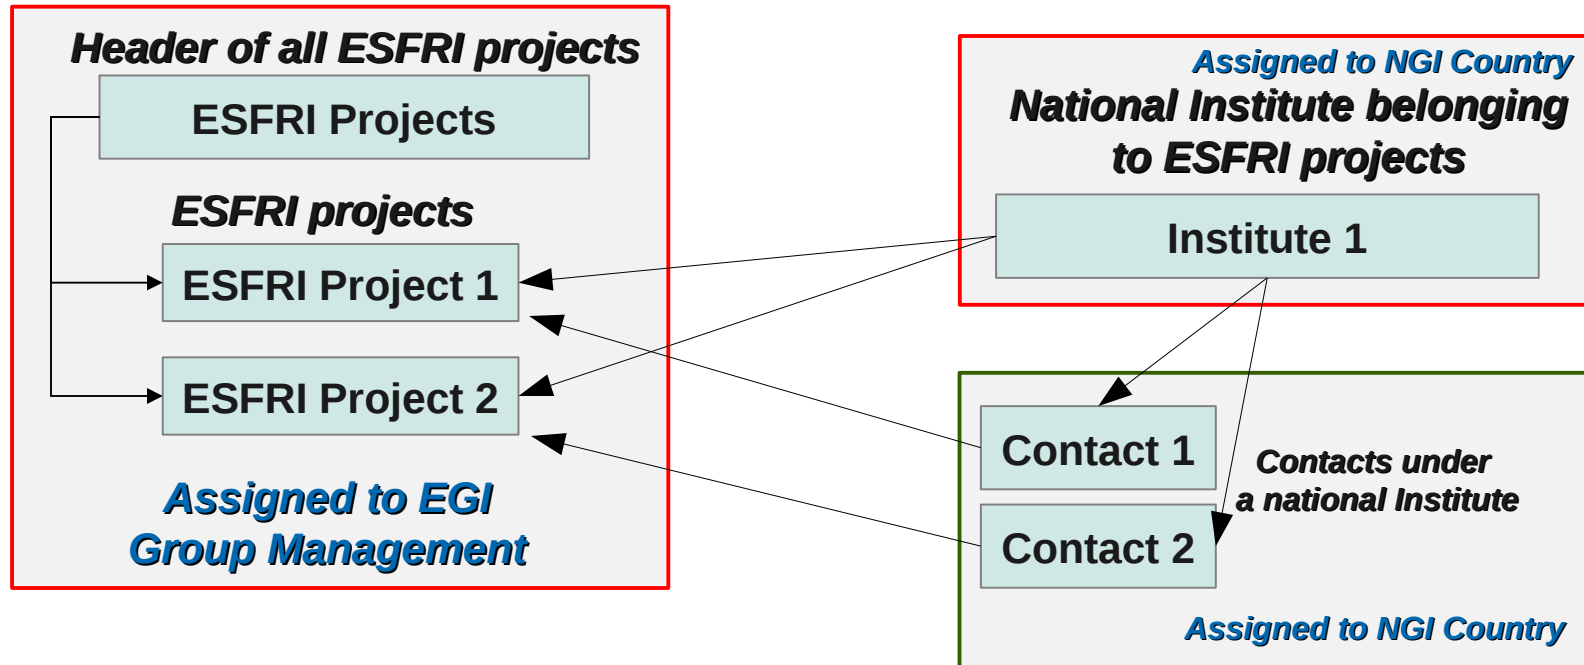 Header of all ESFRI projects
ESFRI Projects
ESFRI projects
ESFRI Project 1
ESFRI Project 2
Assigned to EGI
Group Management
Assigned to NGI Country
National Institute belonging
to ESFRI projects
Institute 1
Contact 1
Contact 2
Contacts under
a national Institute
Assigned to NGI Country